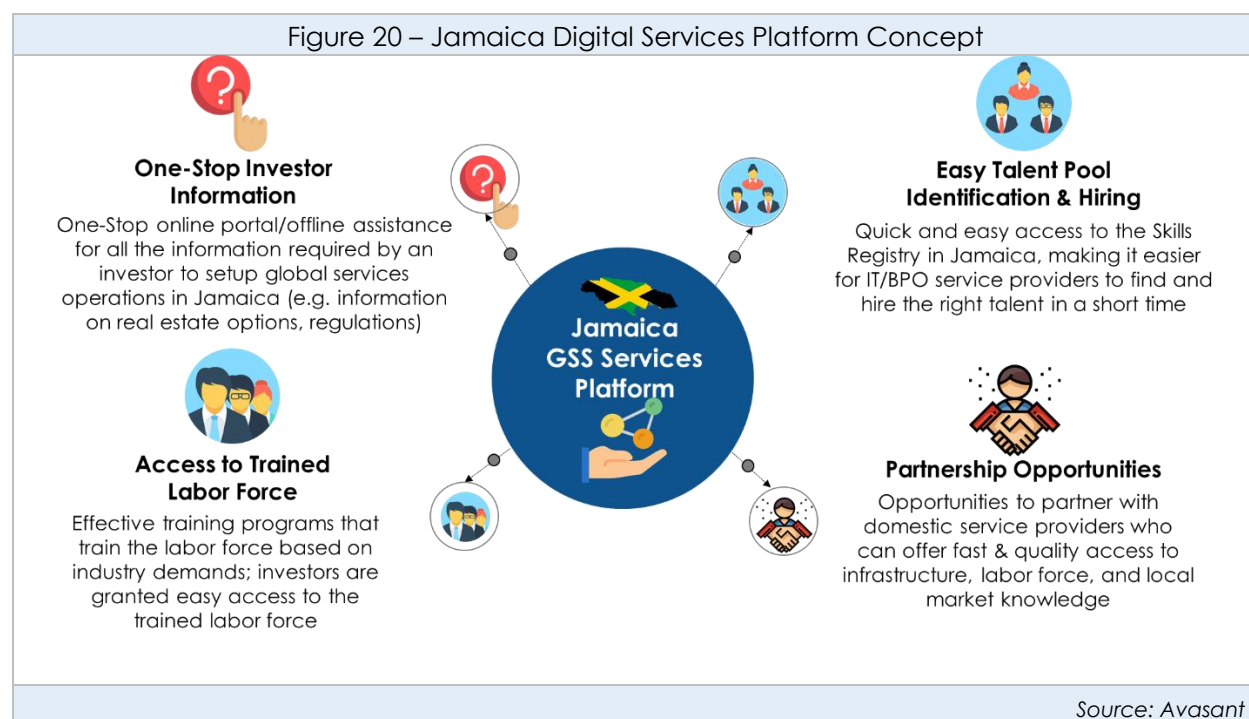 Figure 20 – Jamaica Digital Services Platform Concept
?
One-Stop Investor
Information
One-Stop online portal/offline assistance
for all the information required by an
investor to setup global services
operations in Jamaica (e.g. information
on real estate options, regulations)
Access to Trained
Labor Force
Effective training programs that
train the labor force based on
industry demands; investors are
granted easy access to the
trained labor force
?
Jamaica
GSS Services
Platform
Easy Talent Pool
Identification & Hiring
Quick and easy access to the Skills
Registry in Jamaica, making it easier
for IT/BPO service providers to find and
hire the right talent in a short time
Partnership Opportunities
Opportunities to partner with
domestic service providers who
can offer fast & quality access to
infrastructure, labor force, and local
market knowledge
Source: Avasant